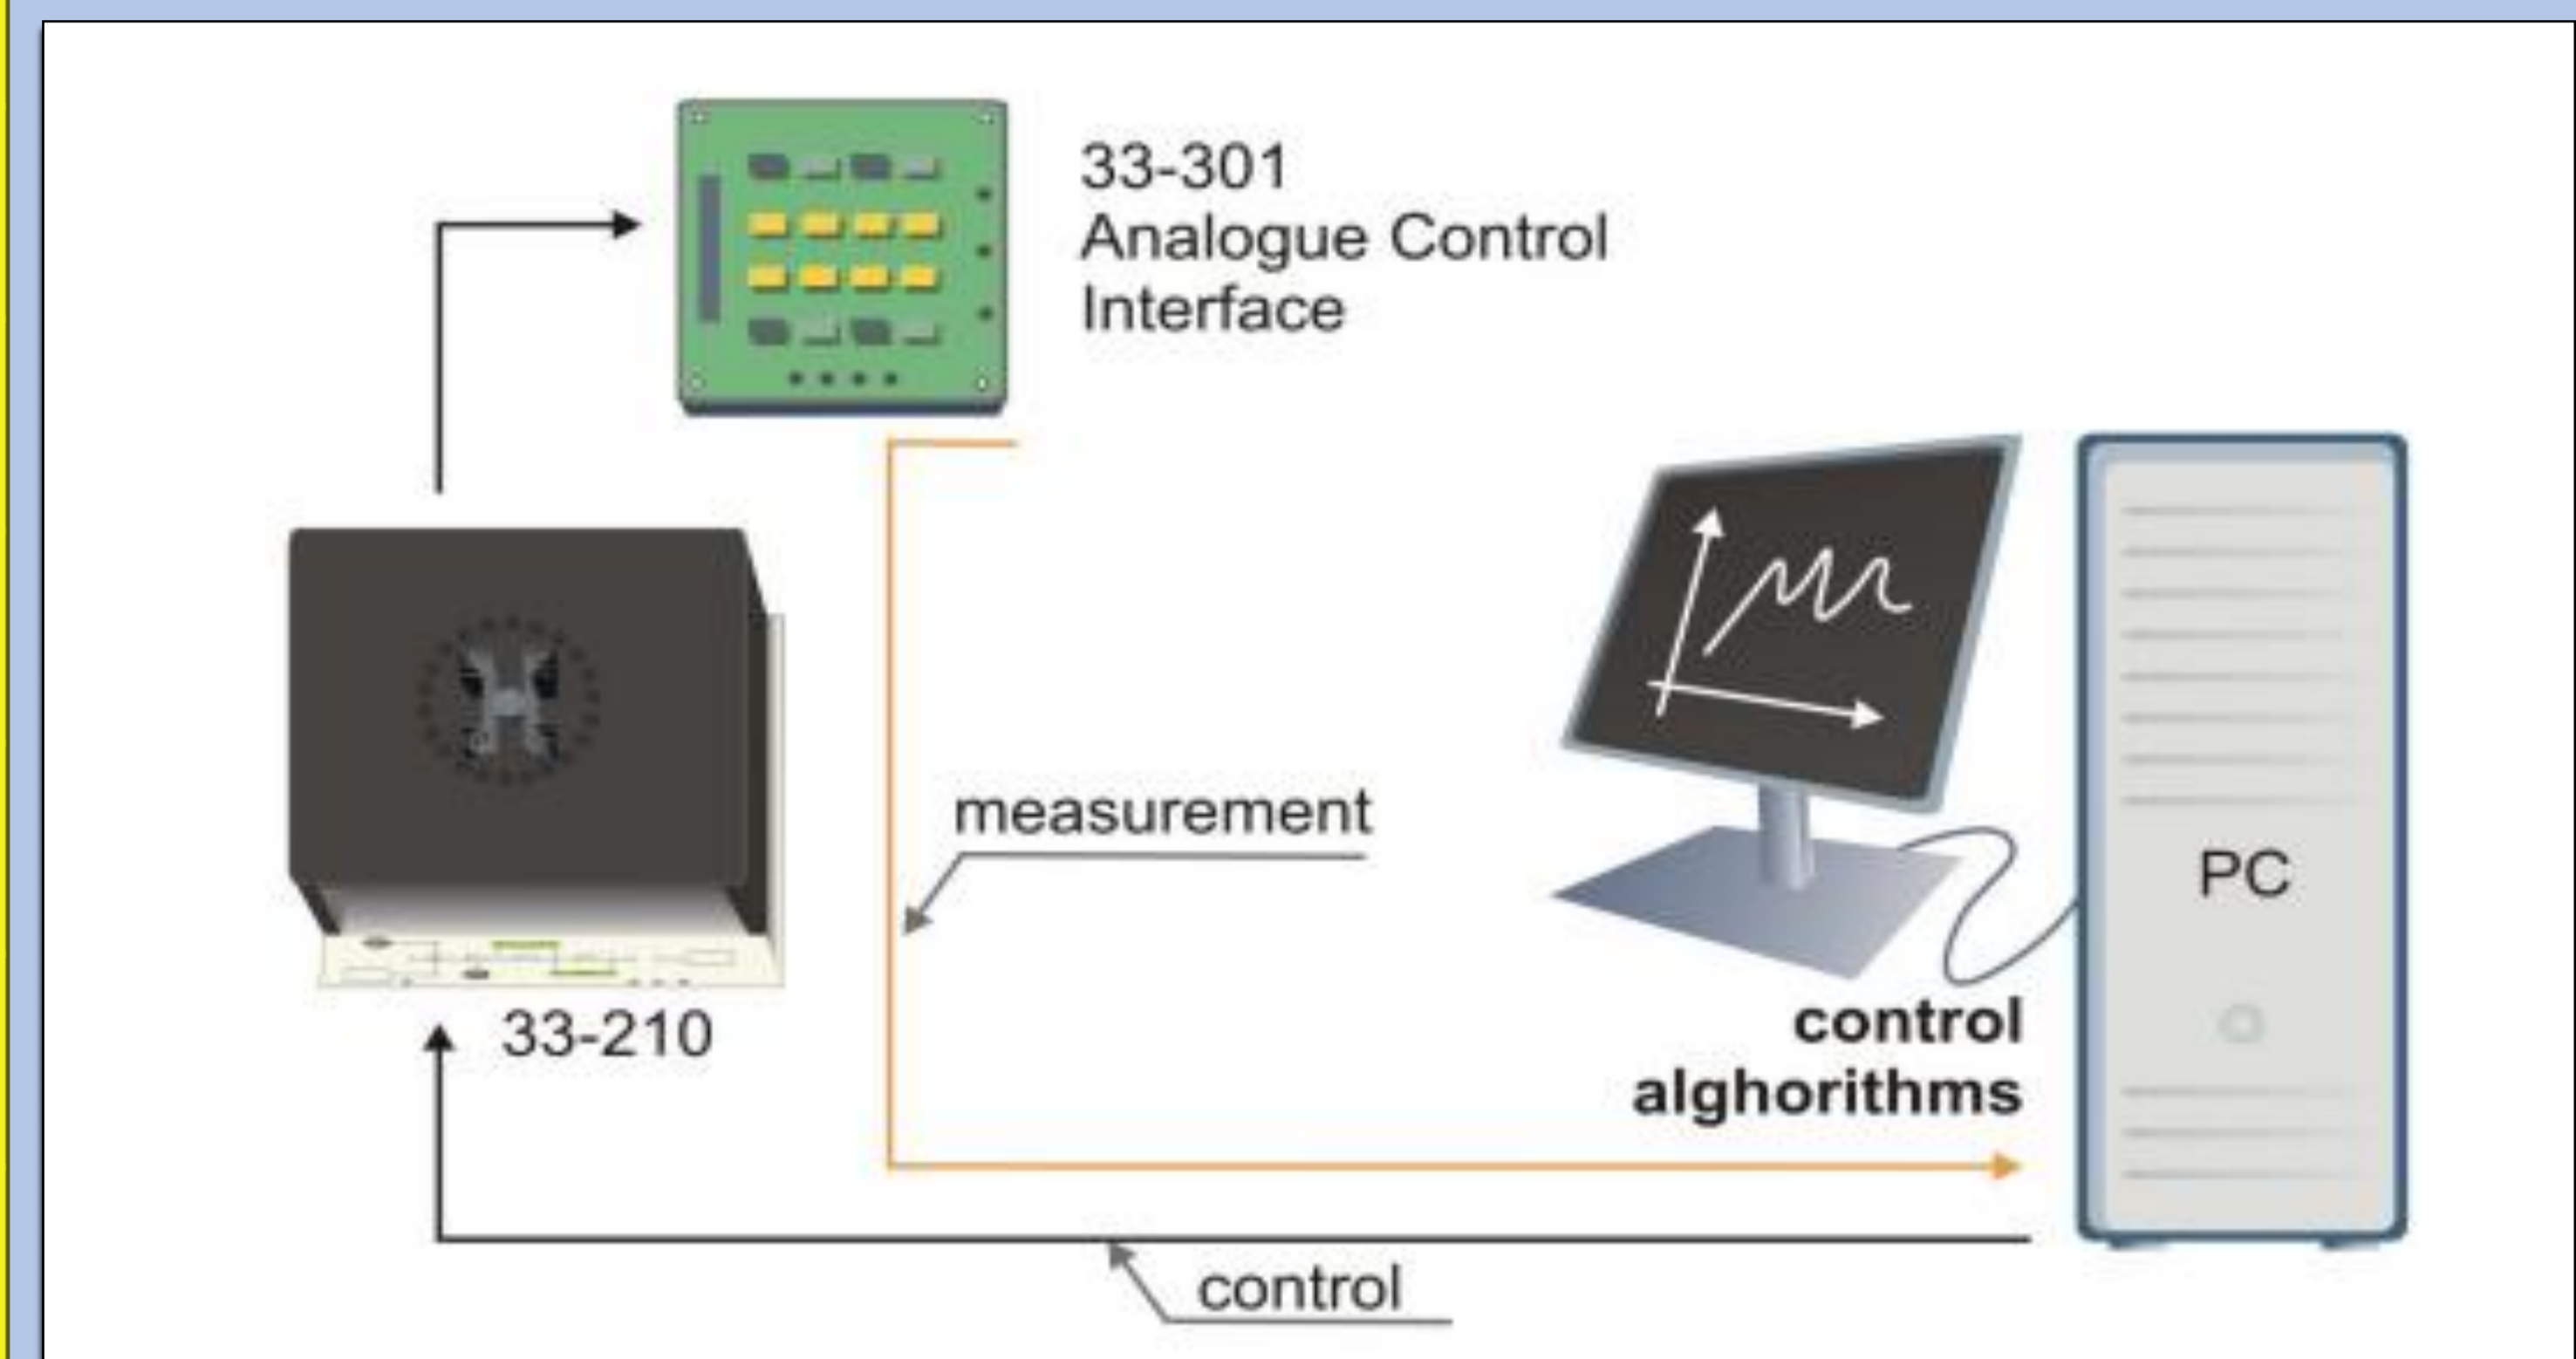 33-301
Analogue Control
Interface
measurement
PC
33-210
control
alghorithms
control